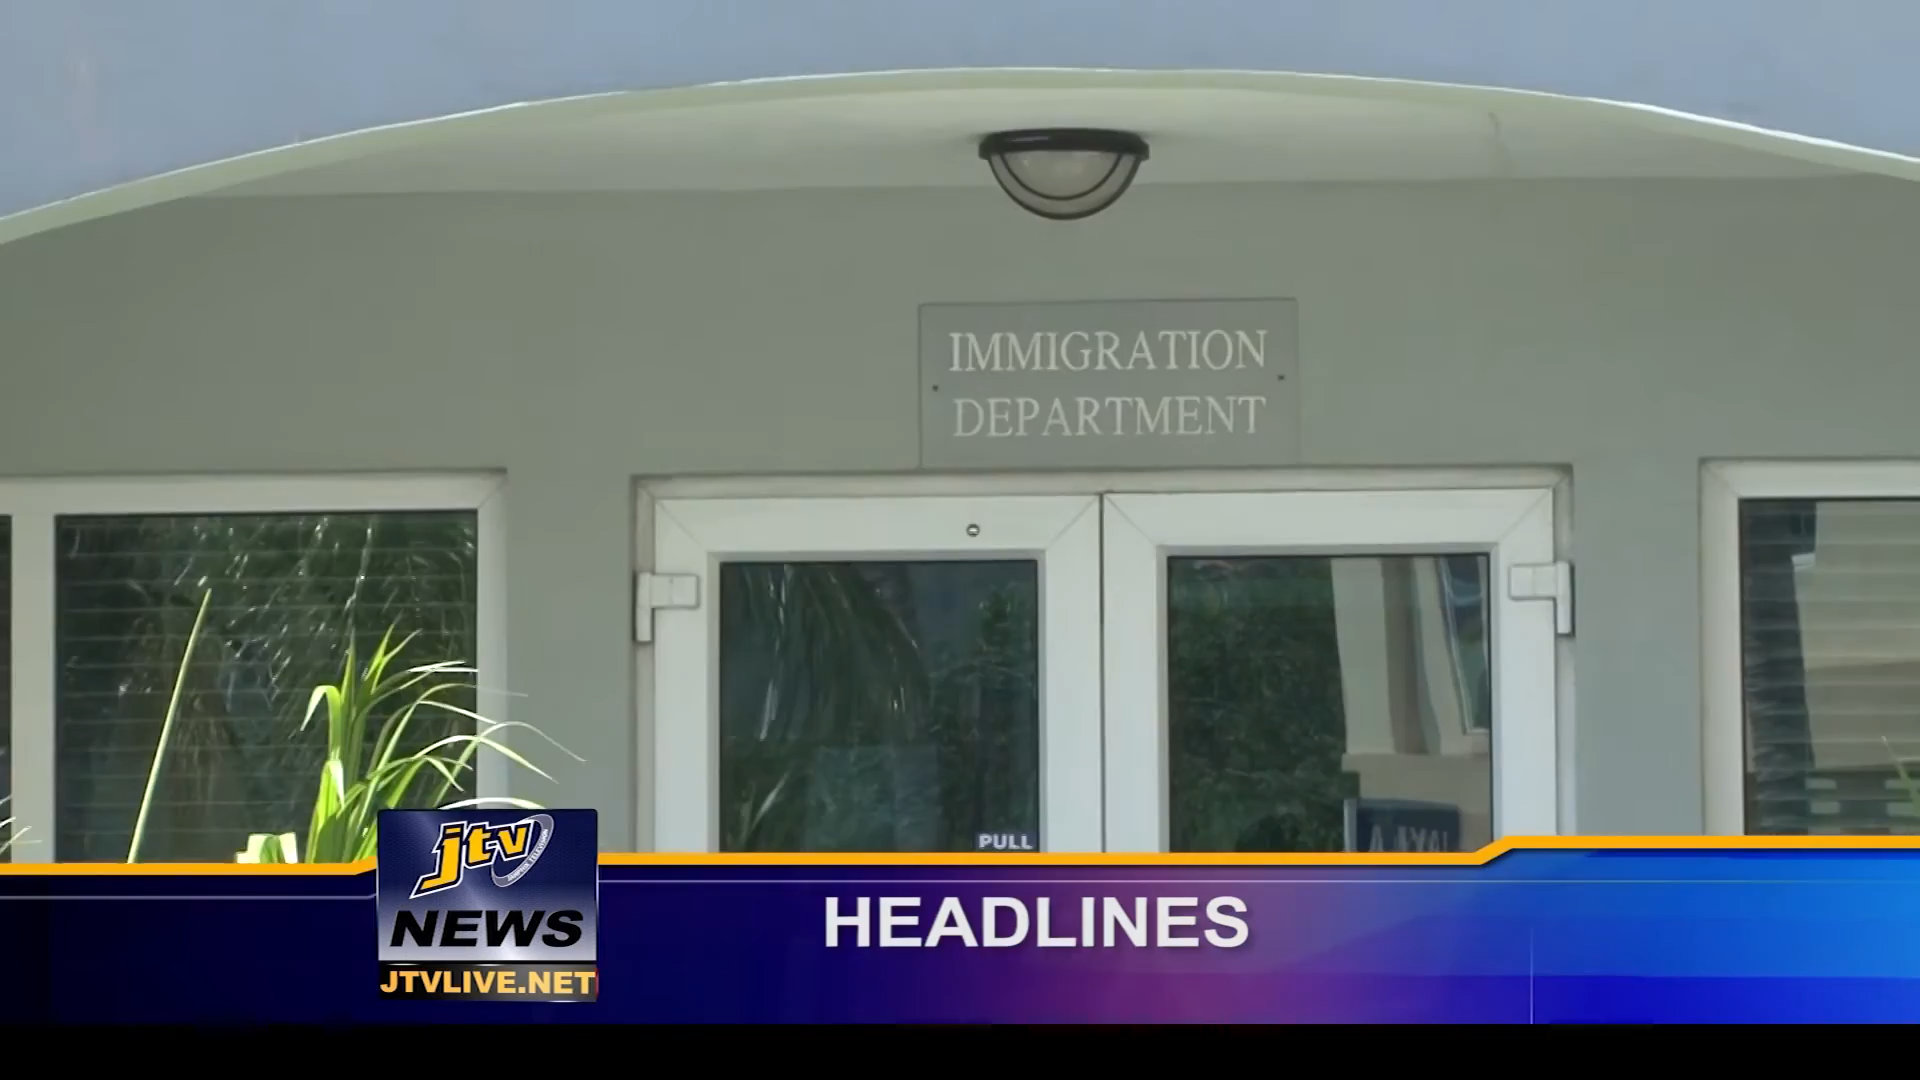 IMMIGRATION
DEPARTMENT
PULL
jtv
NEWS
JTVLIVE.NET
HEADLINES